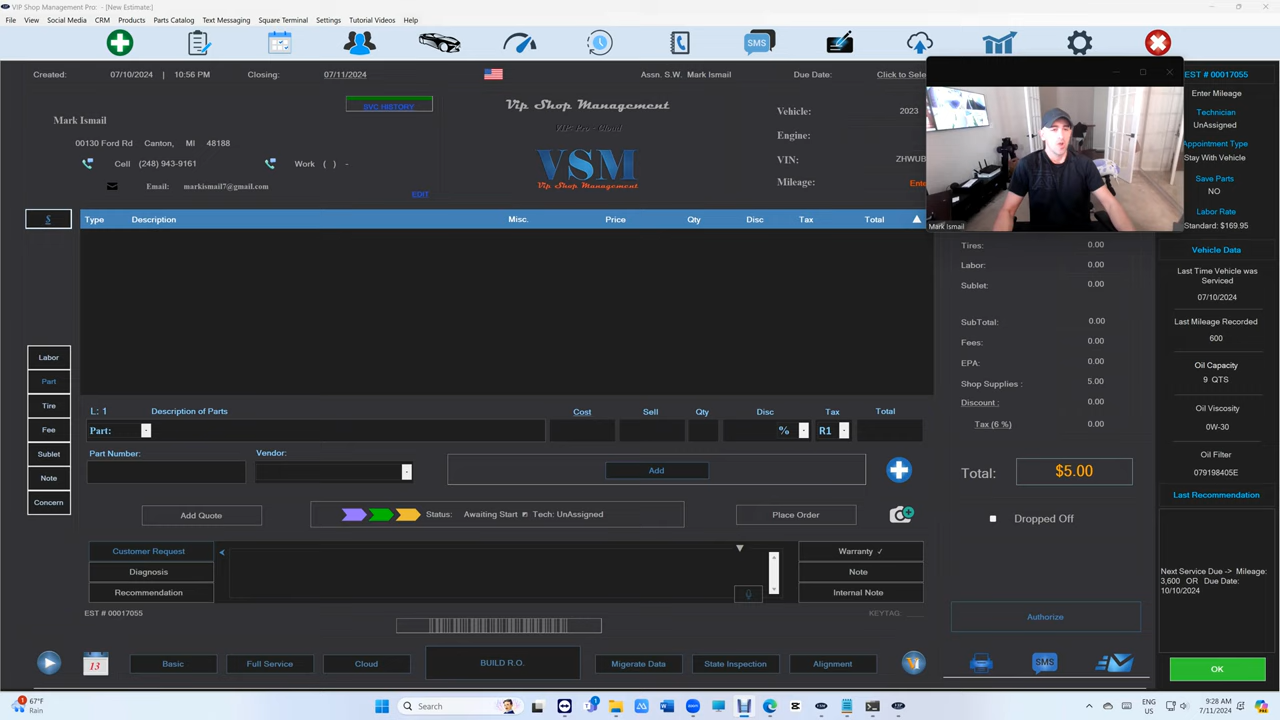 VIP Shop Management Pro: - [New Estimate:]
File View Social Media CRM Products Parts Catalog Text Messaging Square Terminal Settings Tutorial Videos Help
SMS
Created: 07/10/2024 | 10:56 PM Closing: 07/11/2024 Assn. S.W. Mark Ismail Due Date: Click to Sele
SVC HISTORY
Mark Ismail
00130 Ford Rd Canton, MI 48188
Cell (248) 943-9161 Work ( ) -
Email: markismail7@gmail.com
EDIT
Vip Shop Management
VIP Pro - Cloud
VSM
Vip Shop Management
Vehicle: 2023
Engine:
VIN: ZHWUB
Mileage: Ente
Mark Ismail
EST # 00017055
Enter Mileage
Technician
UnAssigned
Appointment Type
Stay With Vehicle
Save Parts
NO
Labor Rate
Standard: $169.95
Vehicle Data
Last Time Vehicle was
Serviced
07/10/2024
Last Mileage Recorded
600
Oil Capacity
9 QTS
Oil Viscosity
0W-30
Oil Filter
079198405E
Last Recommendation
Next Service Due -> Mileage:
3,600 OR Due Date:
10/10/2024
OK
S
Type Description Misc. Price Qty Disc Tax Total
Labor
Part
Tire
Fee
Sublet
Note
Concern
Tires: 0.00
Labor: 0.00
Sublet: 0.00
SubTotal: 0.00
Fees: 0.00
EPA: 0.00
Shop Supplies : 5.00
Discount : 0.00
Tax (6 %) 0.00
Total: $5.00
Dropped Off
Authorize
L: 1 Description of Parts Cost Sell Qty Disc Tax Total
Part: % R1
Part Number: Vendor:
Add
Add Quote Status: Awaiting Start Tech: UnAssigned Place Order
Customer Request Warranty ✓
Diagnosis Note
Recommendation Internal Note
EST # 00017055 KEYTAG:
13 Basic Full Service Cloud BUILD R.O. Migerate Data State Inspection Alignment SMS
67°F
Rain
Search
ENG
US
9:28 AM
7/11/2024